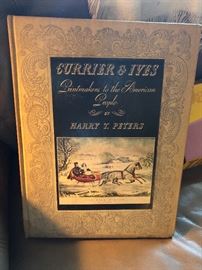 CURRIER & IVES
Printmakers to the American
People
BY
HARRY T. PETERS